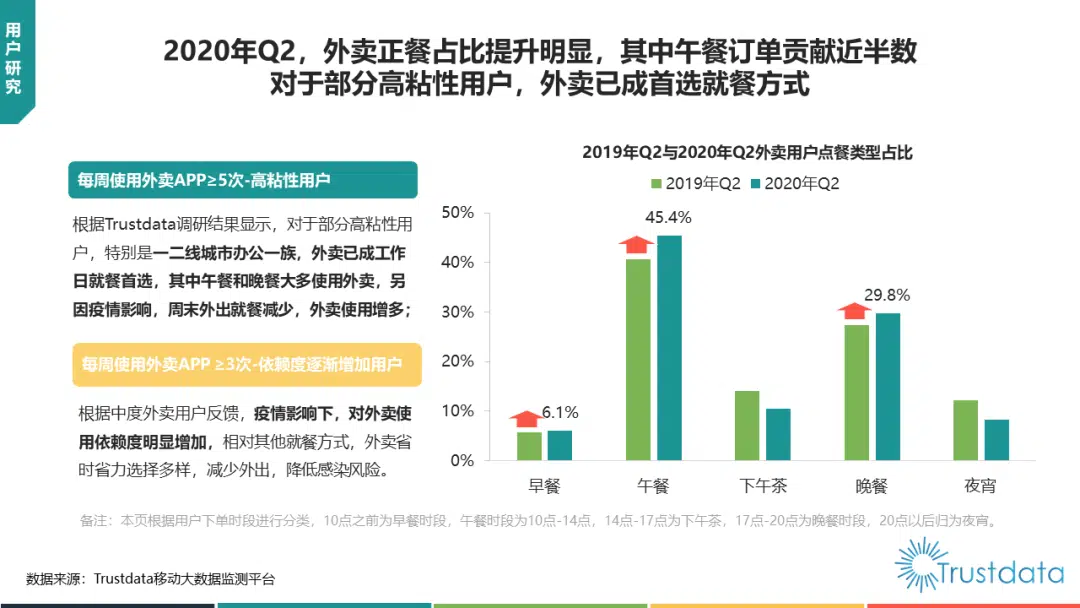 用户研究
2020年Q2，外卖正餐占比提升明显，其中午餐订单贡献近半数
对于部分高粘性用户，外卖已成首选就餐方式
每周使用外卖APP≥5次-高粘性用户
根据Trustdata调研结果显示，对于部分高粘性用
户，特别是一二线城市办公一族，外卖已成工作
日就餐首选，其中午餐和晚餐大多使用外卖，另
因疫情影响，周末外出就餐减少，外卖使用增多；
每周使用外卖APP ≥3次-依赖度逐渐增加用户
根据中度外卖用户反馈，疫情影响下，对外卖使
用依赖度明显增加，相对其他就餐方式，外卖省
时省力选择多样，减少外出，降低感染风险。
2019年Q2与2020年Q2外卖用户点餐类型占比
2019年Q2 2020年Q2
50%
40%
30%
20%
10%
0%
6.1%
45.4%
29.8%
早餐 午餐 下午茶 晚餐 夜宵
备注：本页根据用户下单时段进行分类，10点之前为早餐时段，午餐时段为10点-14点，14点-17点为下午茶，17点-20点为晚餐时段，20点以后归为夜宵。
数据来源：Trustdata移动大数据监测平台
Trustdata